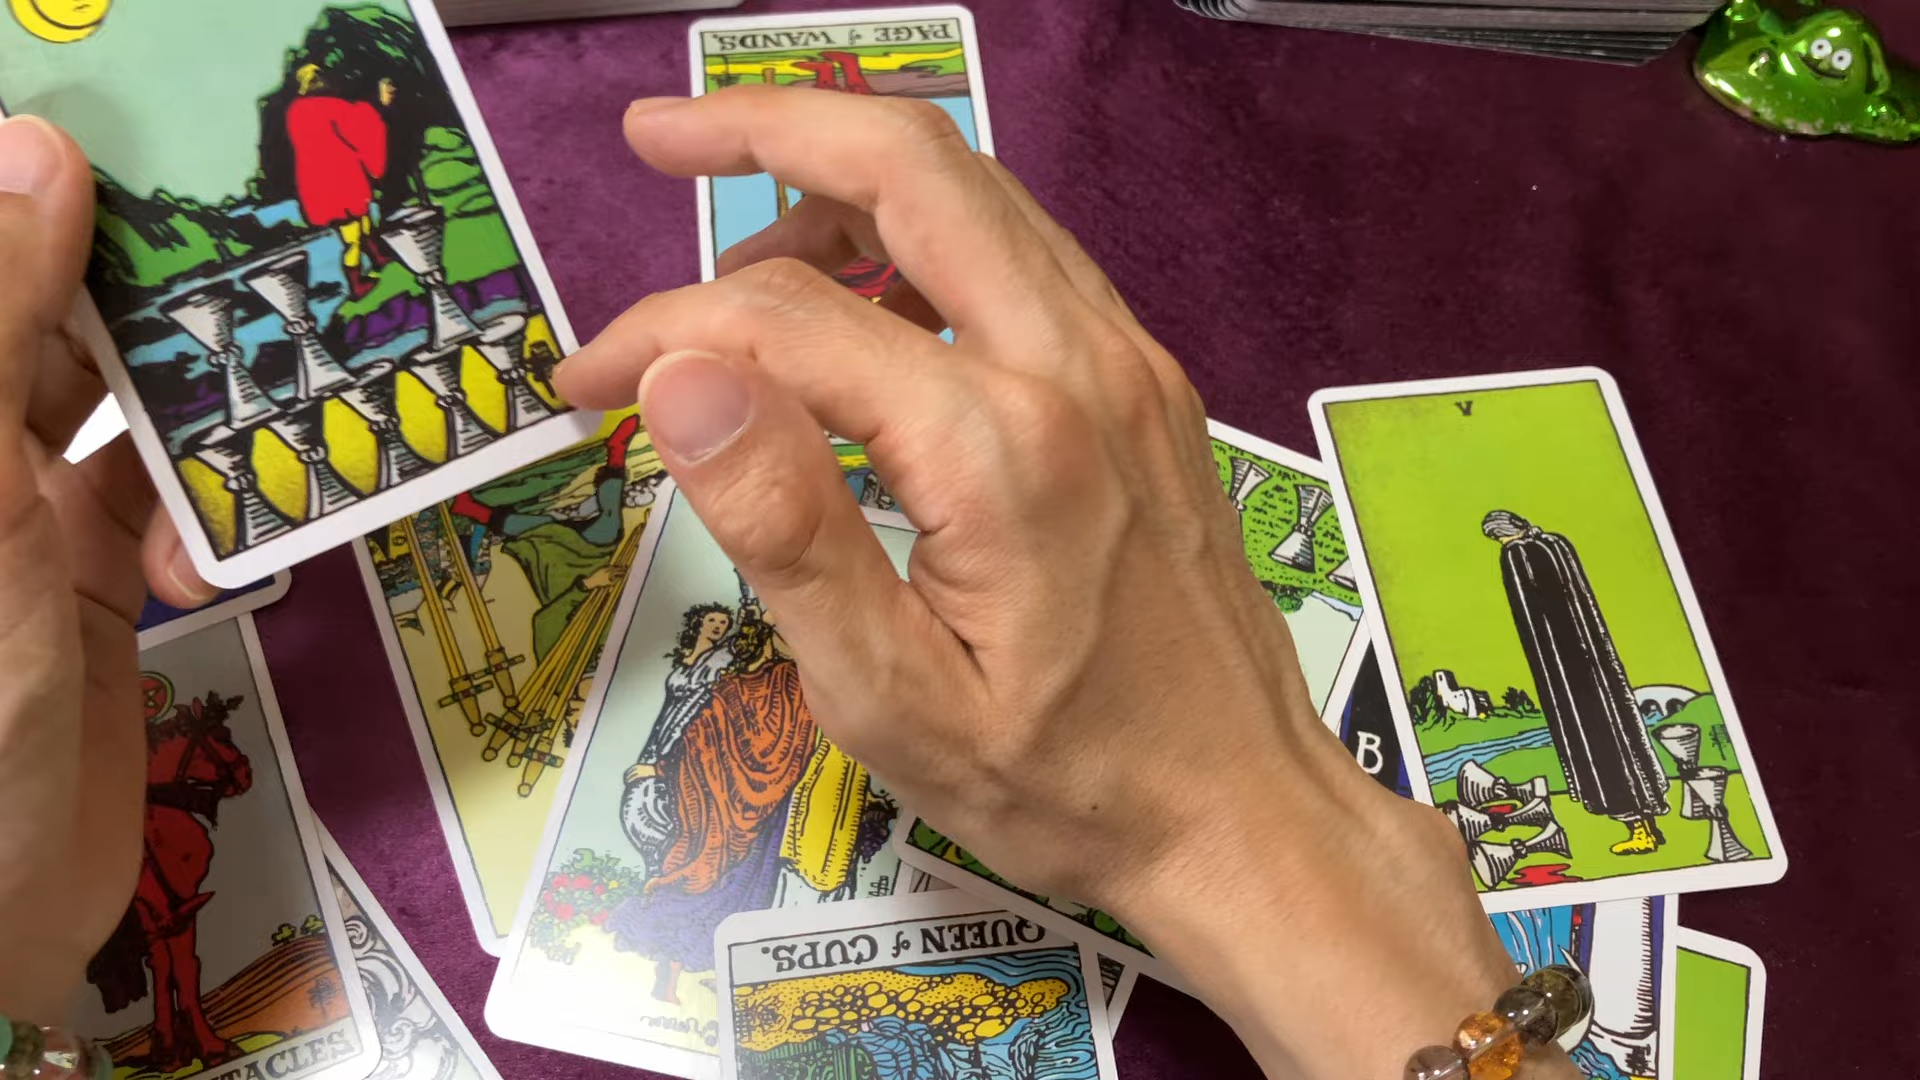 PAGE of WANDS.
V
B
QUEEN of CUPS.
TACLES